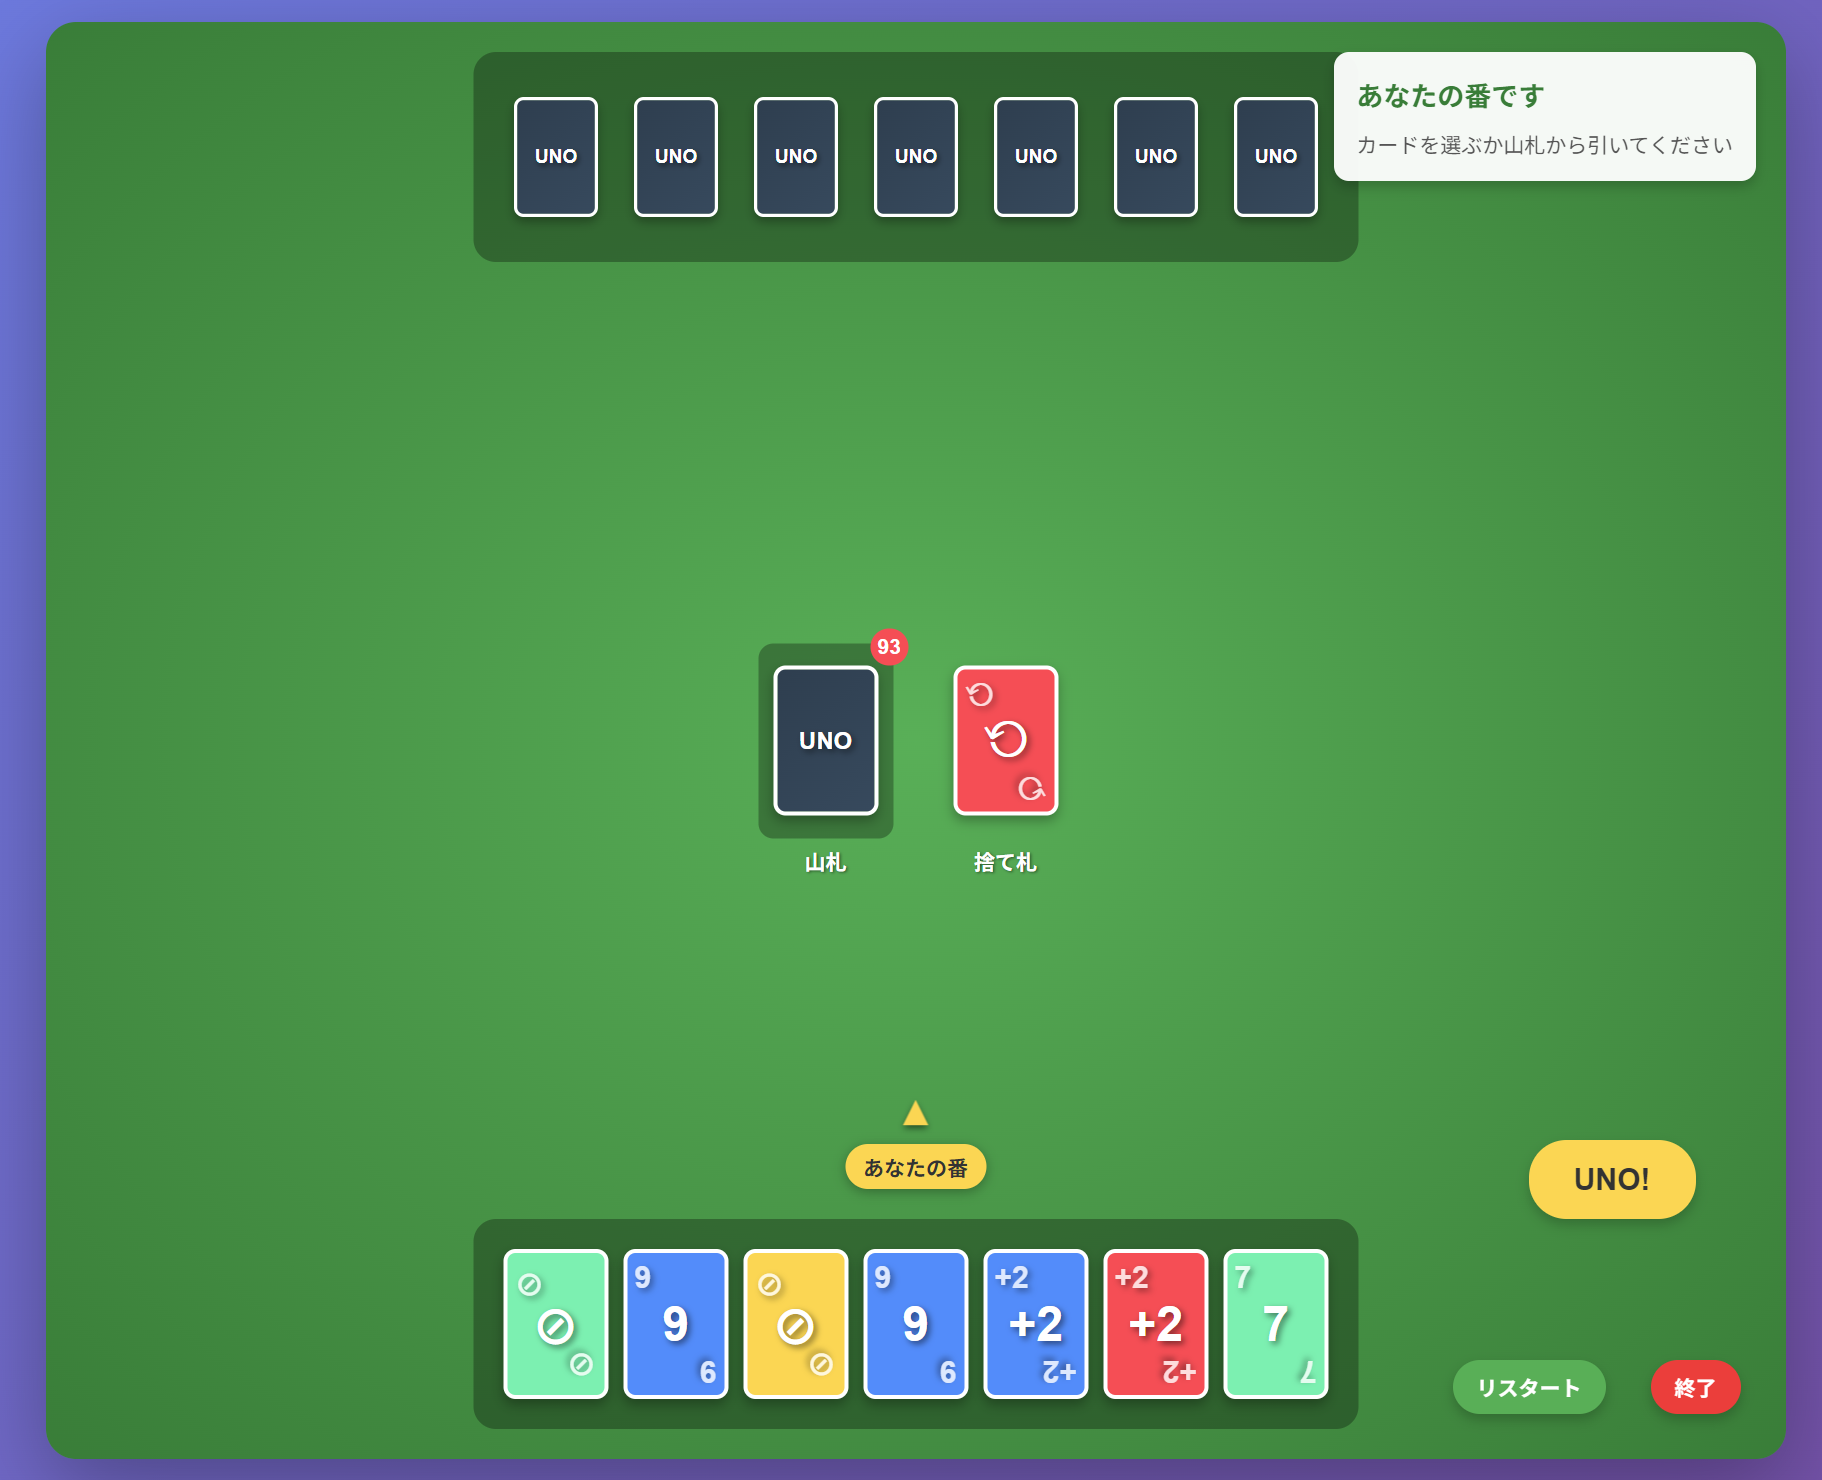 UNO UNO UNO UNO UNO UNO UNO
あなたの番です
カードを選ぶか山札から引いてください
93
UNO
山札
捨て札
あなたの番
UNO!
9 9 +2 +2 7
9 9 +2 +2 7
9 9 +2 +2 7
リスタート
終了